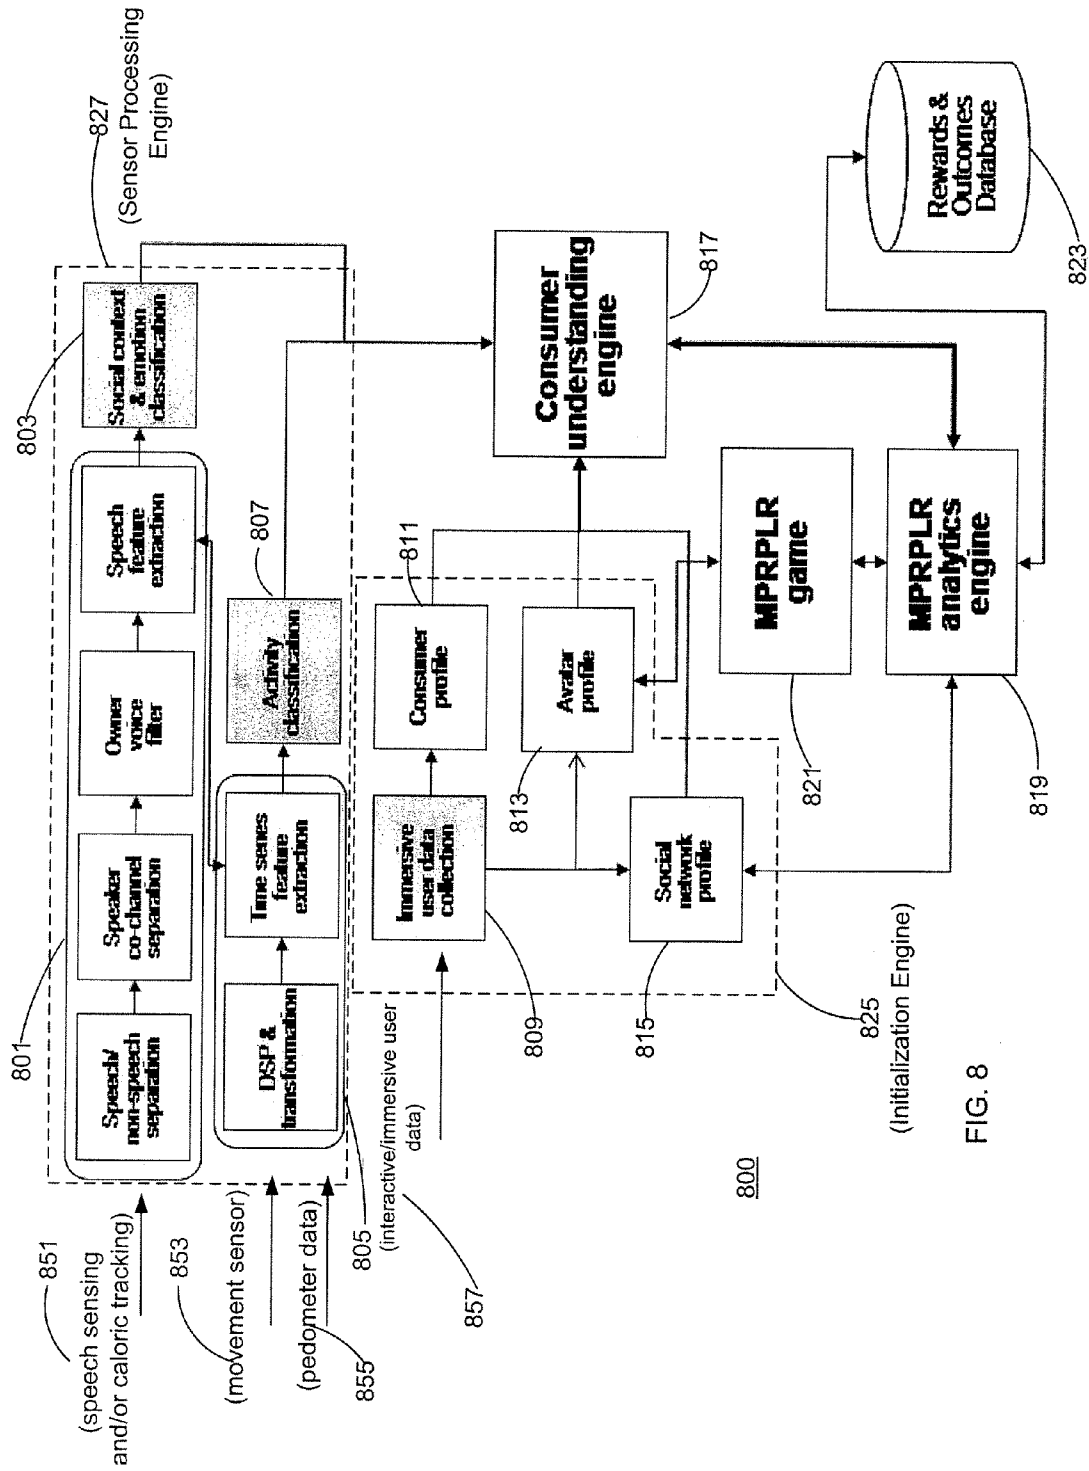 851
(speech sensing
and/or caloric tracking)
853
(movement sensor)
(pedometer data)
855
801
Speech/
non-speech
separation
Speaker
co-channel
separation
Owner
voice
filter
Speech
feature
extraction
803
Social context
& emotion
classification
827
(Sensor Processing
Engine)
DSP &
transformation
Time series
feature
extraction
805
807
Activity
classification
(interactive/immersive user
data)
857
Immersive
user data
collection
809
Consumer
profile
811
Avatar
profile
813
Social
network
profile
815
825
(Initialization Engine)
Consumer
understanding
engine
817
MPRPLR
game
821
MPRPLR
analytics
engine
819
Rewards &
Outcomes
Database
823
800
FIG. 8